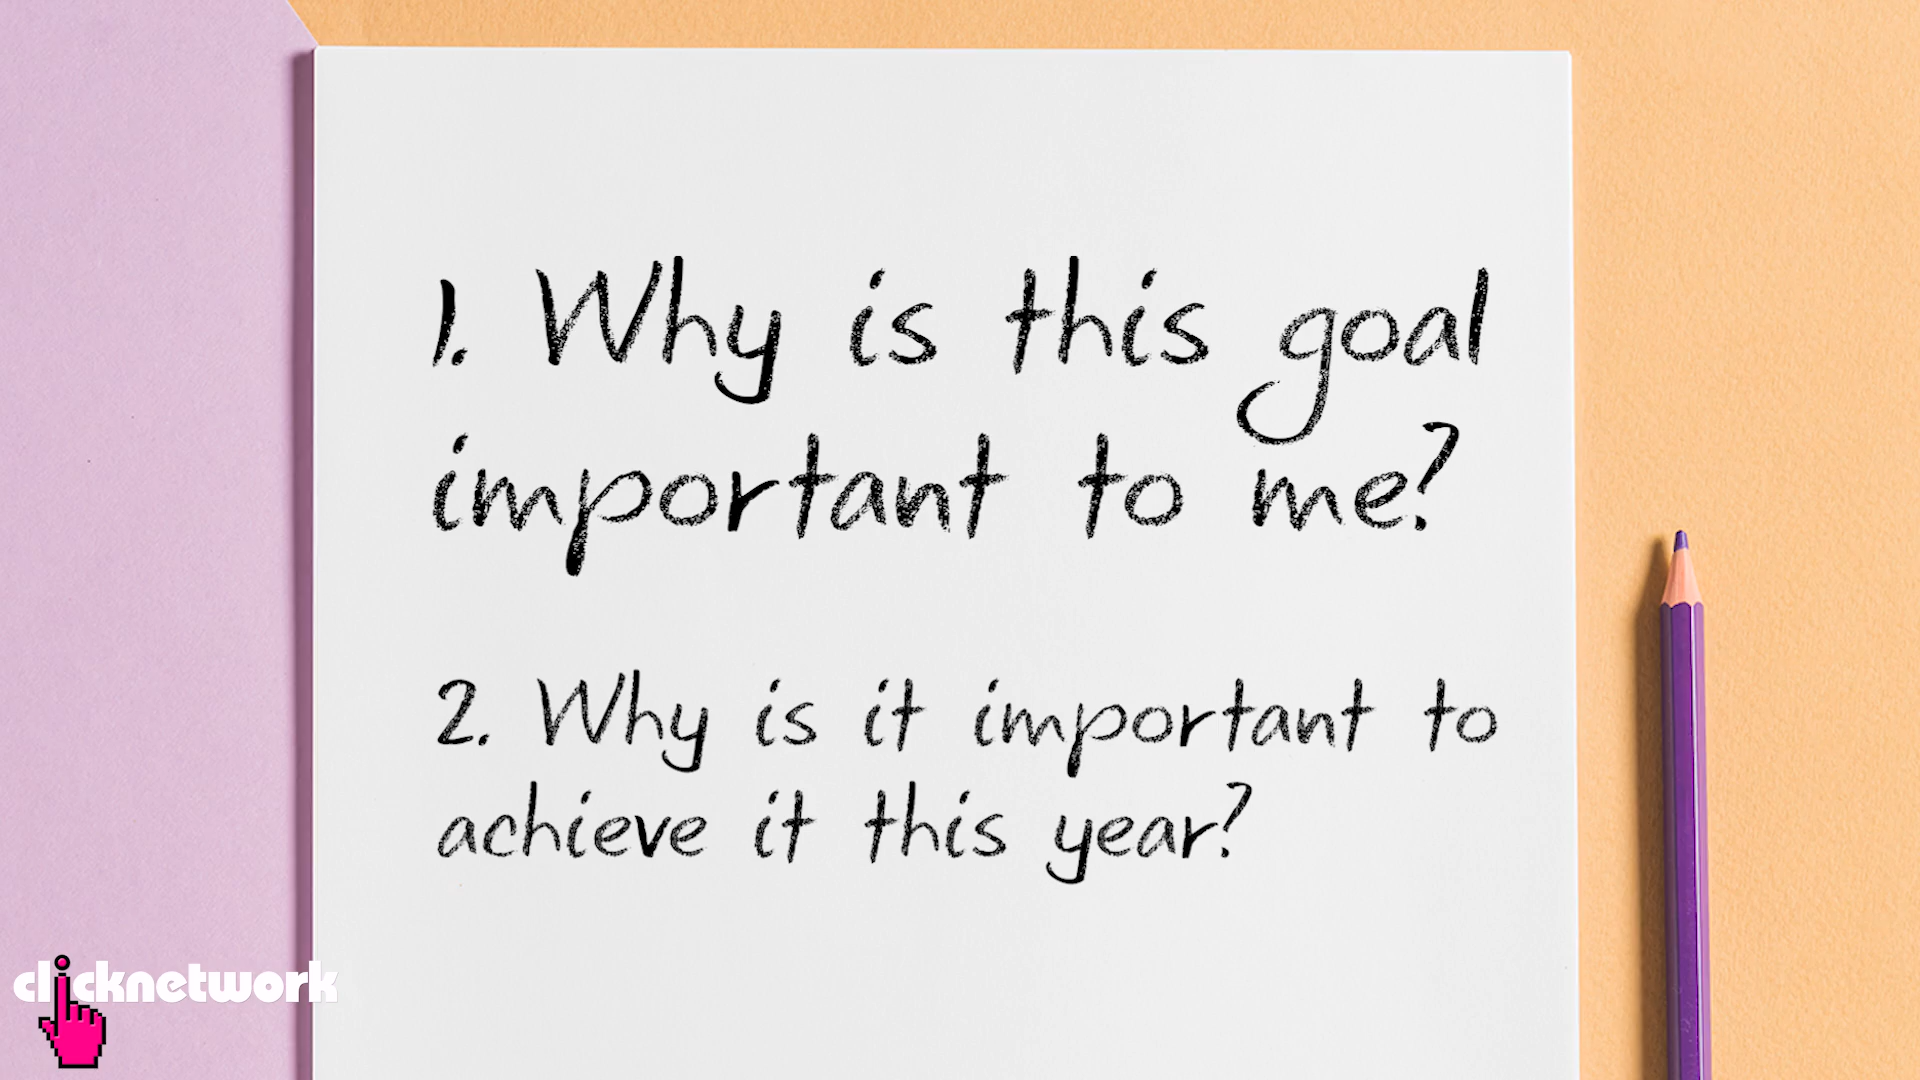 1. Why is this goal
important to me?
2. Why is it important to
achieve it this year?
clicknetwork